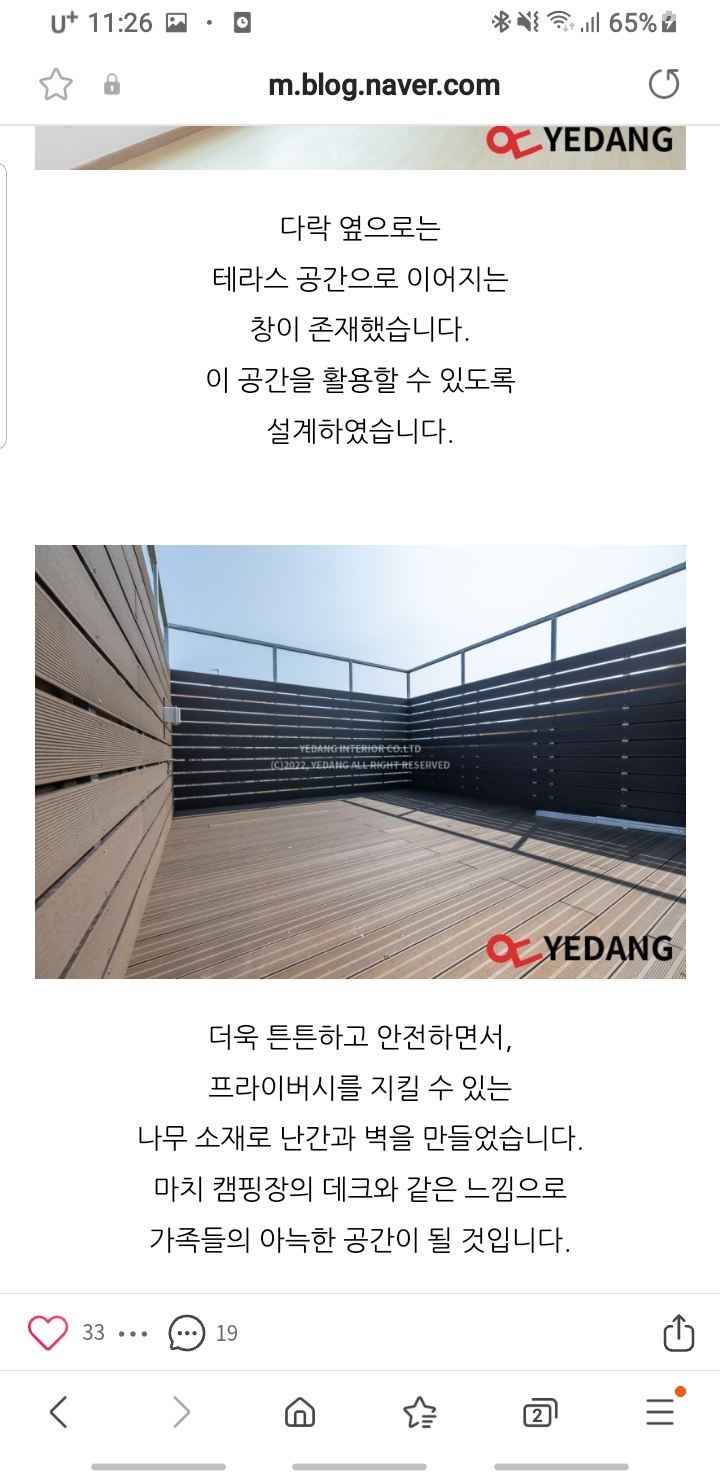 U+ 11:26 65%
m.blog.naver.com
YEDANG
다락 옆으로는
테라스 공간으로 이어지는
창이 존재했습니다.
이 공간을 활용할 수 있도록
설계하였습니다.
YEDANG INTERIOR CO.LTD
(C)2022. YEDANG ALL RIGHT RESERVED
YEDANG
더욱 튼튼하고 안전하면서,
프라이버시를 지킬 수 있는
나무 소재로 난간과 벽을 만들었습니다.
마치 캠핑장의 데크와 같은 느낌으로
가족들의 아늑한 공간이 될 것입니다.
33 19
2